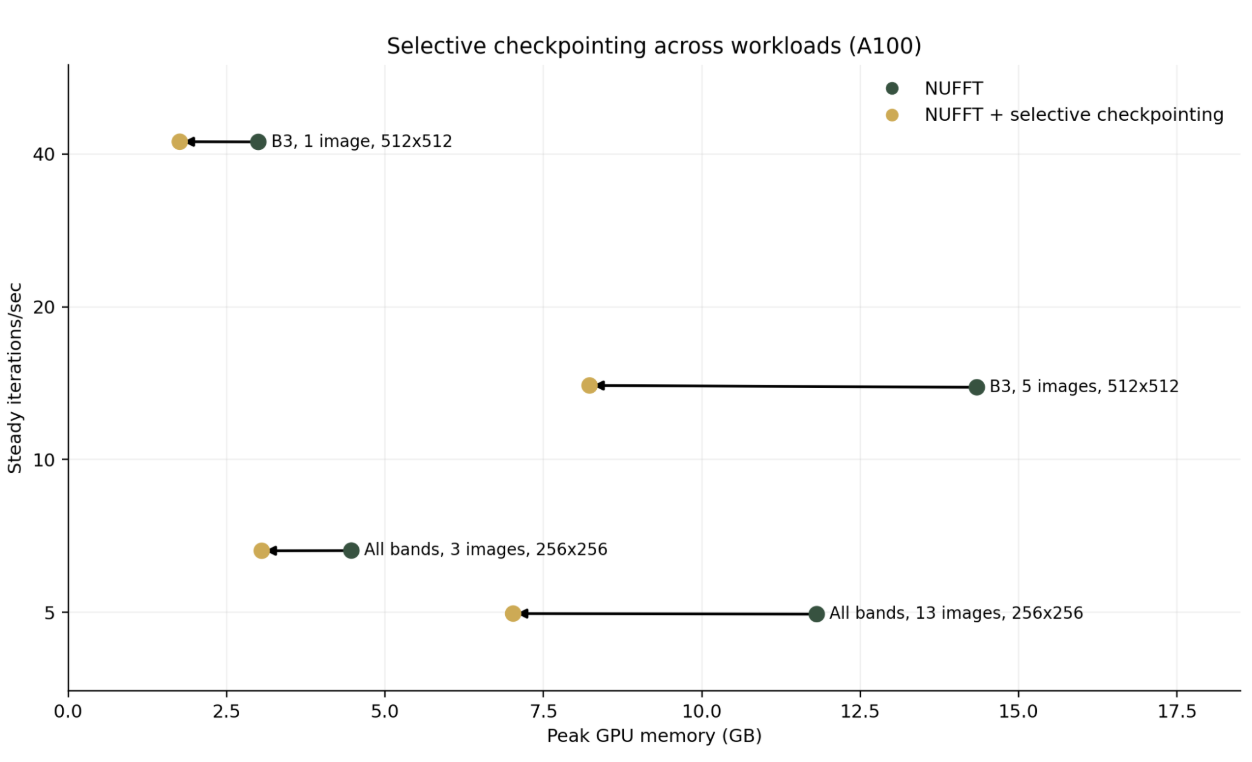 Selective checkpointing across workloads (A100)
NUFFT
NUFFT + selective checkpointing
B3, 1 image, 512x512
40
20
Steady iterations/sec
B3, 5 images, 512x512
10
All bands, 3 images, 256x256
5
All bands, 13 images, 256x256
0.0 2.5 5.0 7.5 10.0 12.5 15.0 17.5
Peak GPU memory (GB)